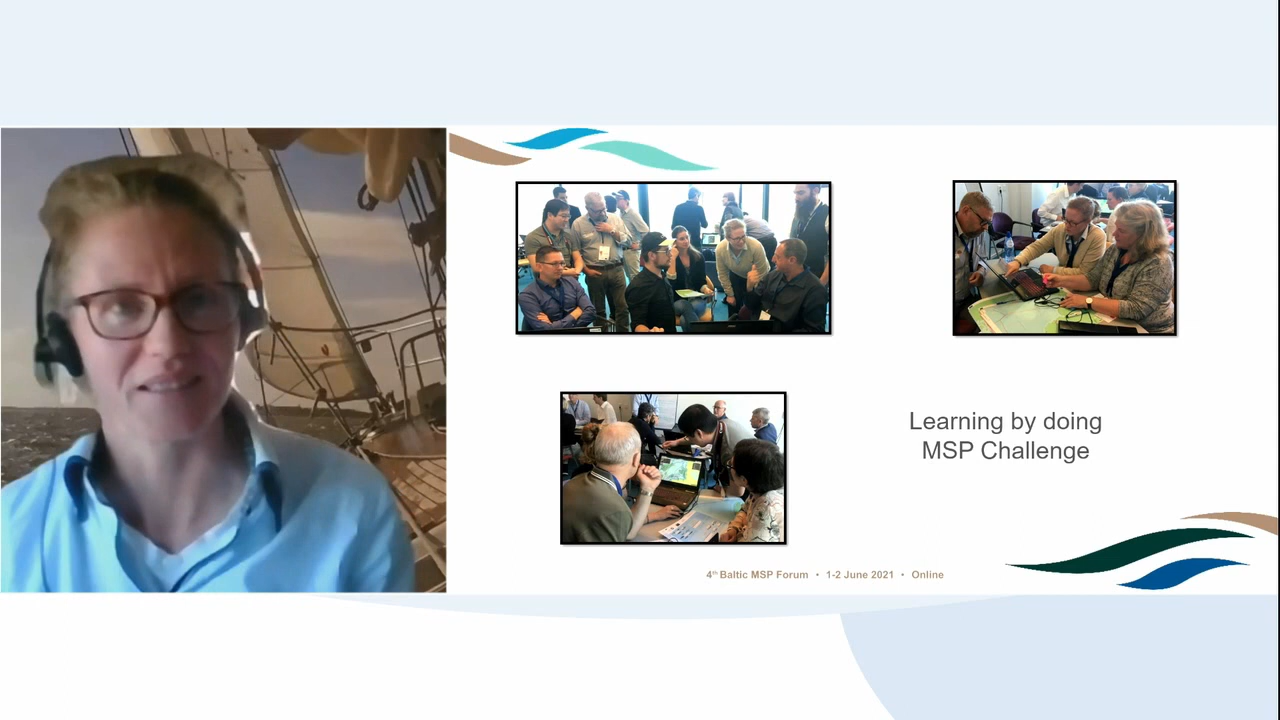 Learning by doing
MSP Challenge
4th Baltic MSP Forum • 1-2 June 2021 • Online